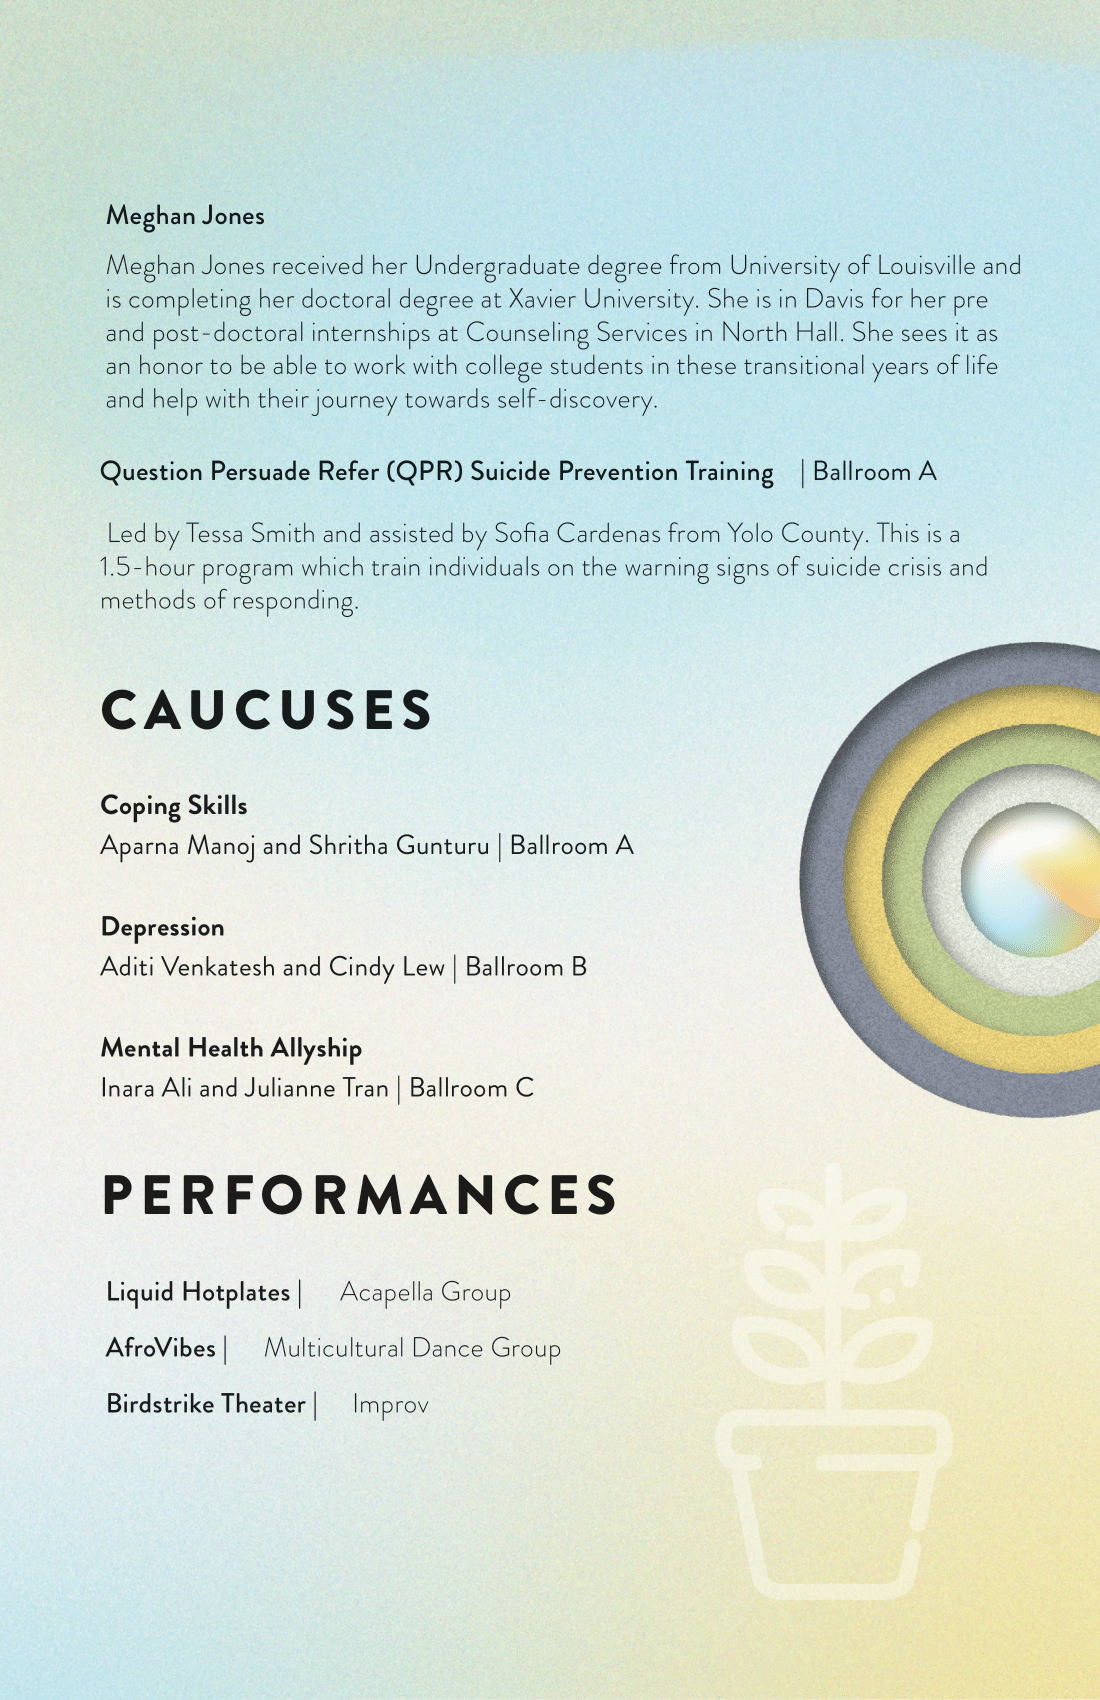 Meghan Jones
Meghan Jones received her Undergraduate degree from University of Louisville and
is completing her doctoral degree at Xavier University. She is in Davis for her pre
and post-doctoral internships at Counseling Services in North Hall. She sees it as
an honor to be able to work with college students in these transitional years of life
and help with their journey towards self-discovery.
Question Persuade Refer (QPR) Suicide Prevention Training | Ballroom A
Led by Tessa Smith and assisted by Sofia Cardenas from Yolo County. This is a
1.5-hour program which train individuals on the warning signs of suicide crisis and
methods of responding.
CAUCUSES
Coping Skills
Aparna Manoj and Shritha Gunturu | Ballroom A
Depression
Aditi Venkatesh and Cindy Lew | Ballroom B
Mental Health Allyship
Inara Ali and Julianne Tran | Ballroom C
PERFORMANCES
Liquid Hotplates | Acapella Group
AfroVibes | Multicultural Dance Group
Birdstrike Theater | Improv